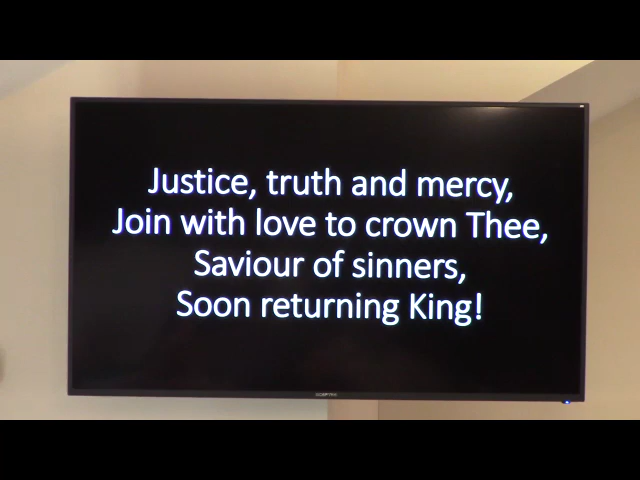 Justice, truth and mercy,
Join with love to crown Thee,
Saviour of sinners,
Soon returning King!